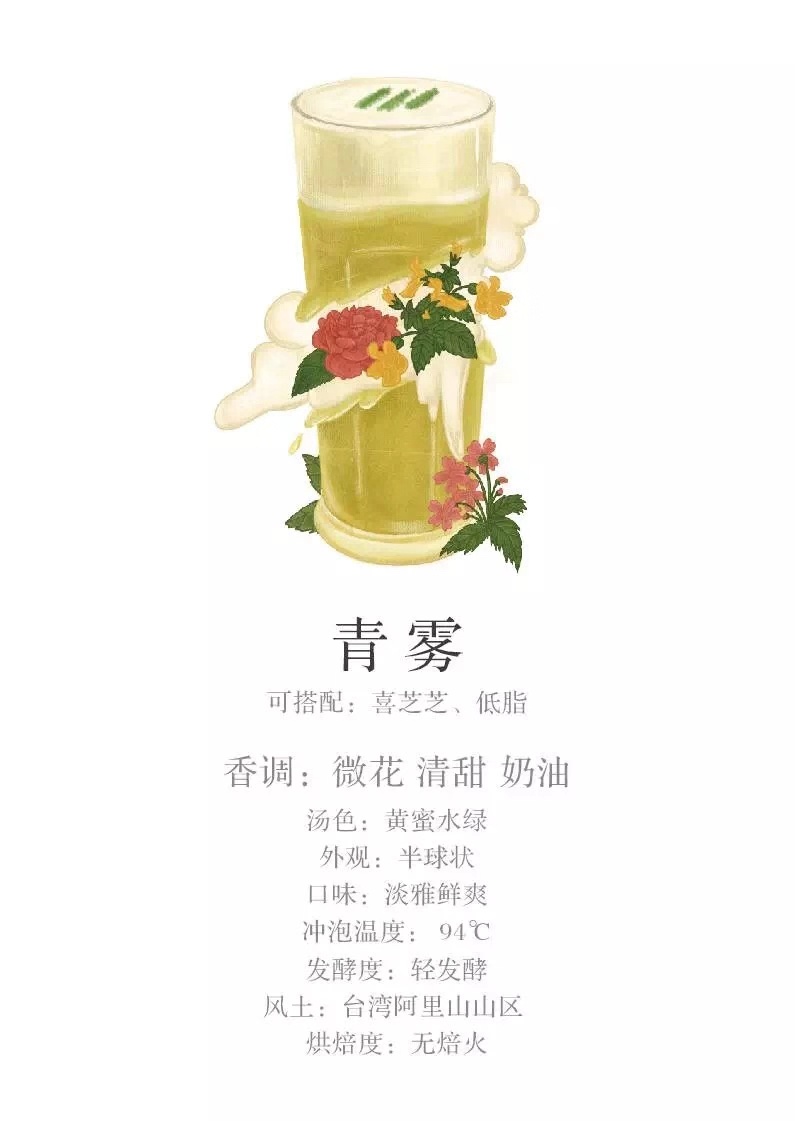 青雾
可搭配：喜芝芝、低脂
香调：微花 清甜 奶油
汤色：黄蜜水绿
外观：半球状
口味：淡雅鲜爽
冲泡温度：94℃
发酵度：轻发酵
风土：台湾阿里山山区
烘焙度：无焙火